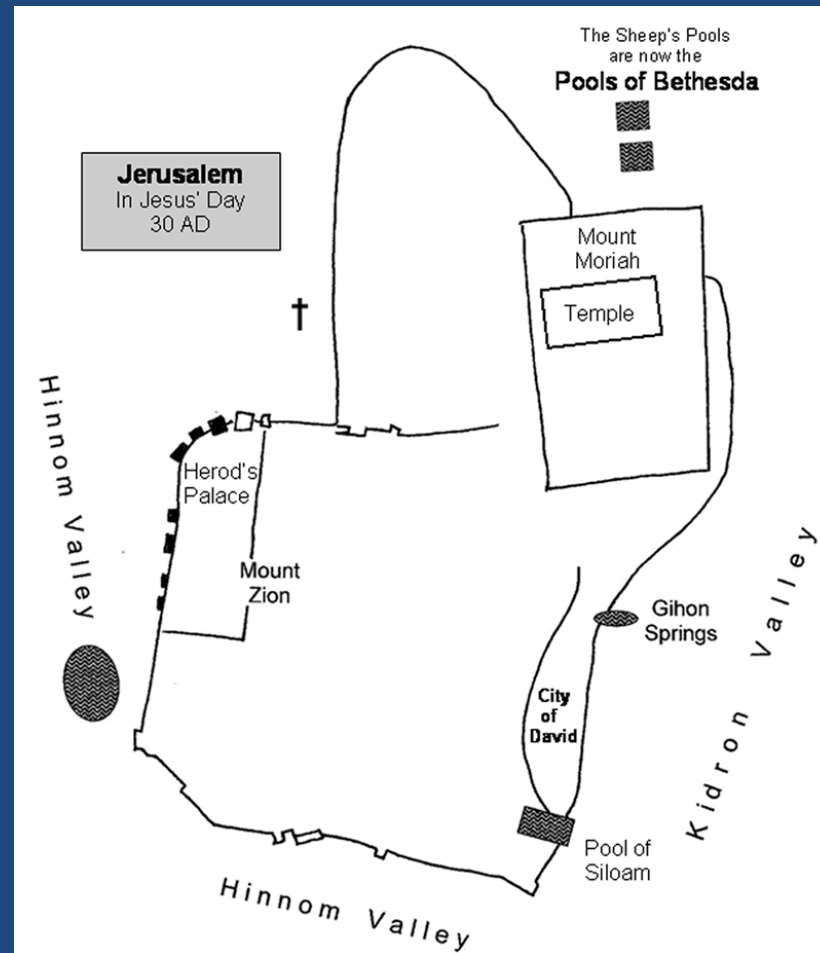 The Sheep's Pools
are now the
Pools of Bethesda
Jerusalem
In Jesus' Day
30 AD
Mount
Moriah
Temple
Hinnom Valley
Herod's
Palace
Mount
Zion
Gihon
Springs
Kidron Valley
City
of
David
Pool of
Siloam
Hinnom Valley